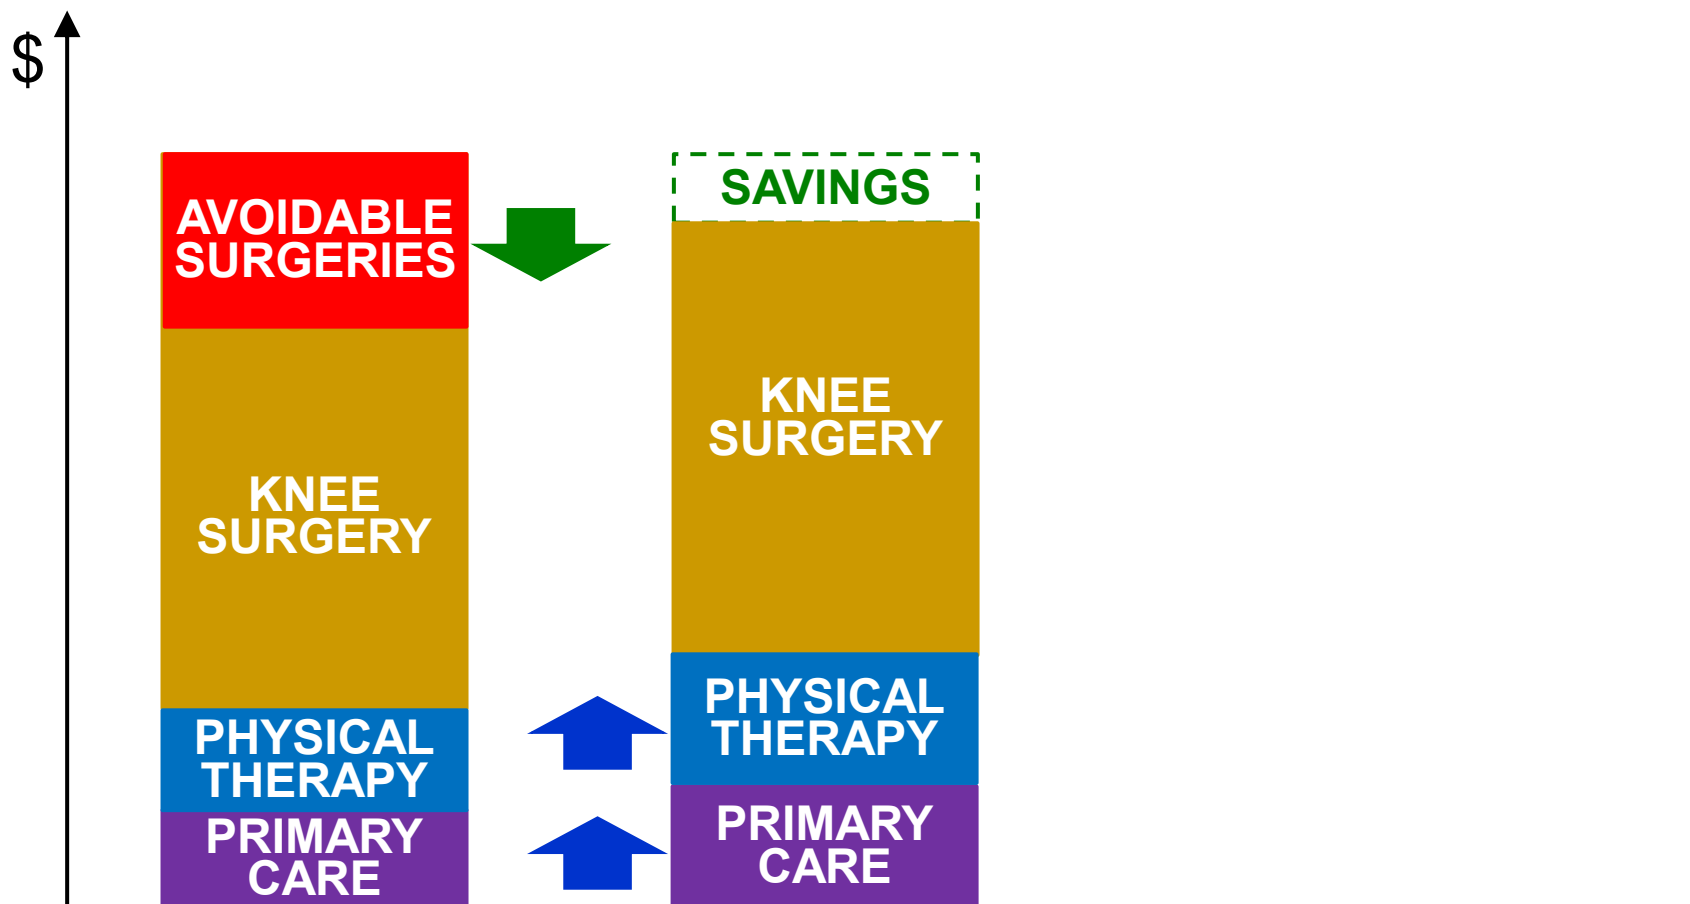 $
AVOIDABLE
SURGERIES
KNEE
SURGERY
PHYSICAL
THERAPY
PRIMARY
CARE
SAVINGS
KNEE
SURGERY
PHYSICAL
THERAPY
PRIMARY
CARE